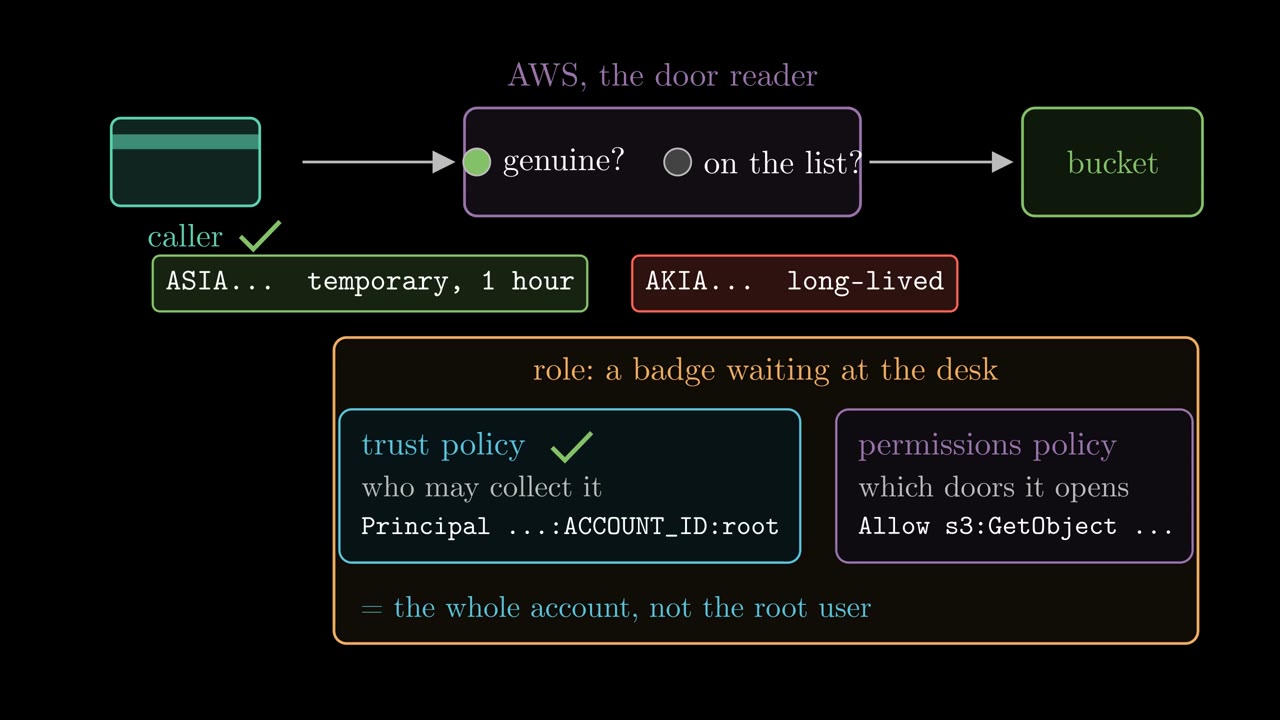 AWS, the door reader
genuine?
on the list?
bucket
caller
ASIA... temporary, 1 hour
AKIA... long-lived
role: a badge waiting at the desk
trust policy
who may collect it
Principal ...:ACCOUNT_ID:root
permissions policy
which doors it opens
Allow s3:GetObject ...
= the whole account, not the root user